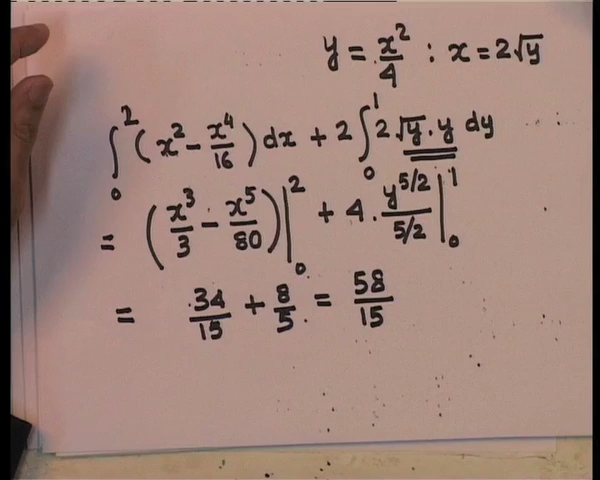 y = x²/4 : x = 2√y
∫₀² (x² - x⁴/16) dx + 2 ∫₀¹ 2√y . y dy
= (x³/3 - x⁵/80) |₀² + 4 . y^(5/2)/(5/2) |₀¹
= 34/15 + 8/5 = 58/15